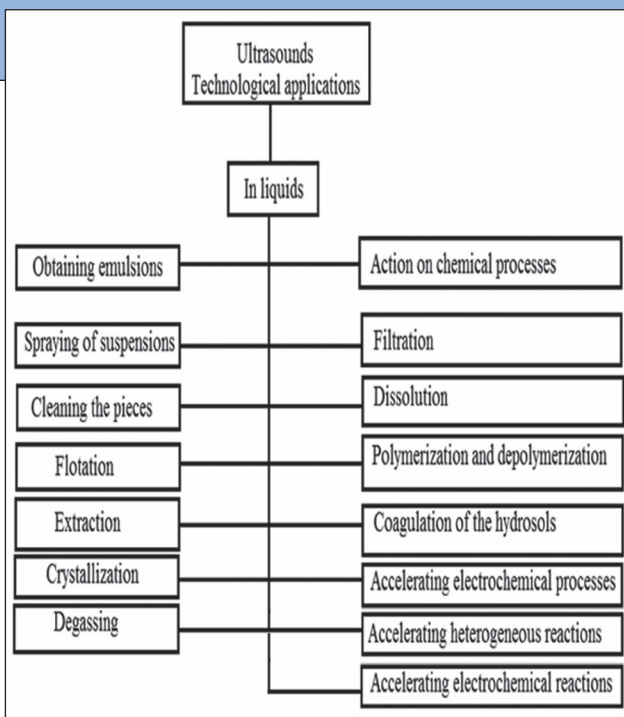 Ultrasounds
Technological applications
In liquids
Obtaining emulsions
Action on chemical processes
Spraying of suspensions
Filtration
Cleaning the pieces
Dissolution
Flotation
Polymerization and depolymerization
Extraction
Coagulation of the hydrosols
Crystallization
Accelerating electrochemical processes
Degassing
Accelerating heterogeneous reactions
Accelerating electrochemical reactions